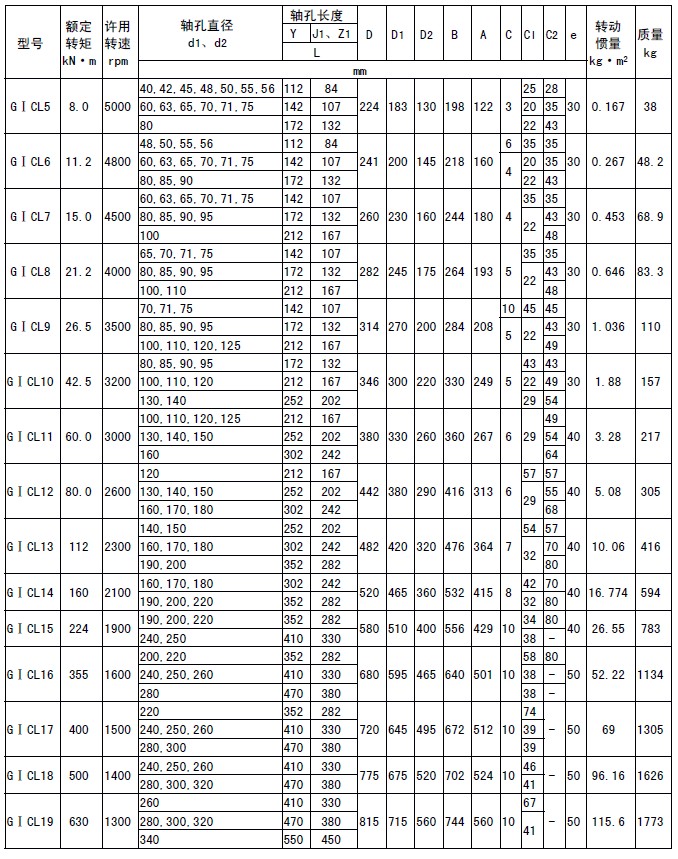 型号 额定转矩 kN·m 许用转速 rpm 轴孔直径 d1、d2 轴孔长度 D D1 D2 B A C C1 C2 e 转动惯量 kg·m² 质量 kg
Y J1、Z1
L
mm
GⅠCL5 8.0 5000 40,42,45,48,50,55,56 112 84 224 183 130 198 122 3 25 28 30 0.167 38
60,63,65,70,71,75 142 107 20 35
80 172 132 22 43
GⅠCL6 11.2 4800 48,50,55,56 112 84 241 200 145 218 160 6 35 35 30 0.267 48.2
60,63,65,70,71,75 142 107 4 20 35
80,85,90 172 132 22 43
GⅠCL7 15.0 4500 60,63,65,70,71,75 142 107 260 230 160 244 180 4 35 35 30 0.453 68.9
80,85,90,95 172 132 22 43
100 212 167 48
GⅠCL8 21.2 4000 65,70,71,75 142 107 282 245 175 264 193 5 35 35 30 0.646 83.3
80,85,90,95 172 132 22 43
100,110 212 167 48
GⅠCL9 26.5 3500 70,71,75 142 107 314 270 200 284 208 10 45 45 30 1.036 110
80,85,90,95 172 132 5 22 43
100,110,120,125 212 167 49
GⅠCL10 42.5 3200 80,85,90,95 172 132 346 300 220 330 249 5 43 43 30 1.88 157
100,110,120 212 167 22 49
130,140 252 202 29 54
GⅠCL11 60.0 3000 100,110,120,125 212 167 380 330 260 360 267 6 29 49 40 3.28 217
130,140,150 252 202 54
160 302 242 64
GⅠCL12 80.0 2600 120 212 167 442 380 290 416 313 6 57 57 40 5.08 305
130,140,150 252 202 29 55
160,170,180 302 242 68
GⅠCL13 112 2300 140,150 252 202 482 420 320 476 364 7 54 57 40 10.06 416
160,170,180 302 242 32 70
190,200 352 282 80
GⅠCL14 160 2100 160,170,180 302 242 520 465 360 532 415 8 42 70 40 16.774 594
190,200,220 352 282 32 80
GⅠCL15 224 1900 190,200,220 352 282 580 510 400 556 429 10 34 80 40 26.55 783
240,250 410 330 38 -
GⅠCL16 355 1600 200,220 352 282 680 595 465 640 501 10 58 80 50 52.22 1134
240,250,260 410 330 38 -
280 470 380 38 -
GⅠCL17 400 1500 220 352 282 720 645 495 672 512 10 74 - 50 69 1305
240,250,260 410 330 39
280,300 470 380 39
GⅠCL18 500 1400 240,250,260 410 330 775 675 520 702 524 10 46 - 50 96.16 1626
280,300,320 470 380 41
GⅠCL19 630 1300 260 410 330 815 715 560 744 560 10 67 - 50 115.6 1773
280,300,320 470 380 41
340 550 450